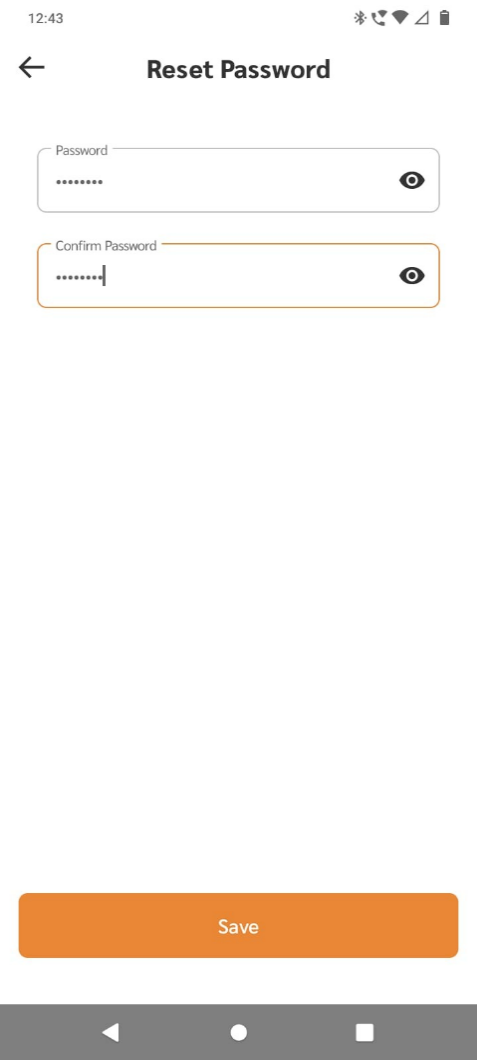 12:43
Reset Password
Password
••••••••
Confirm Password
••••••••
Save